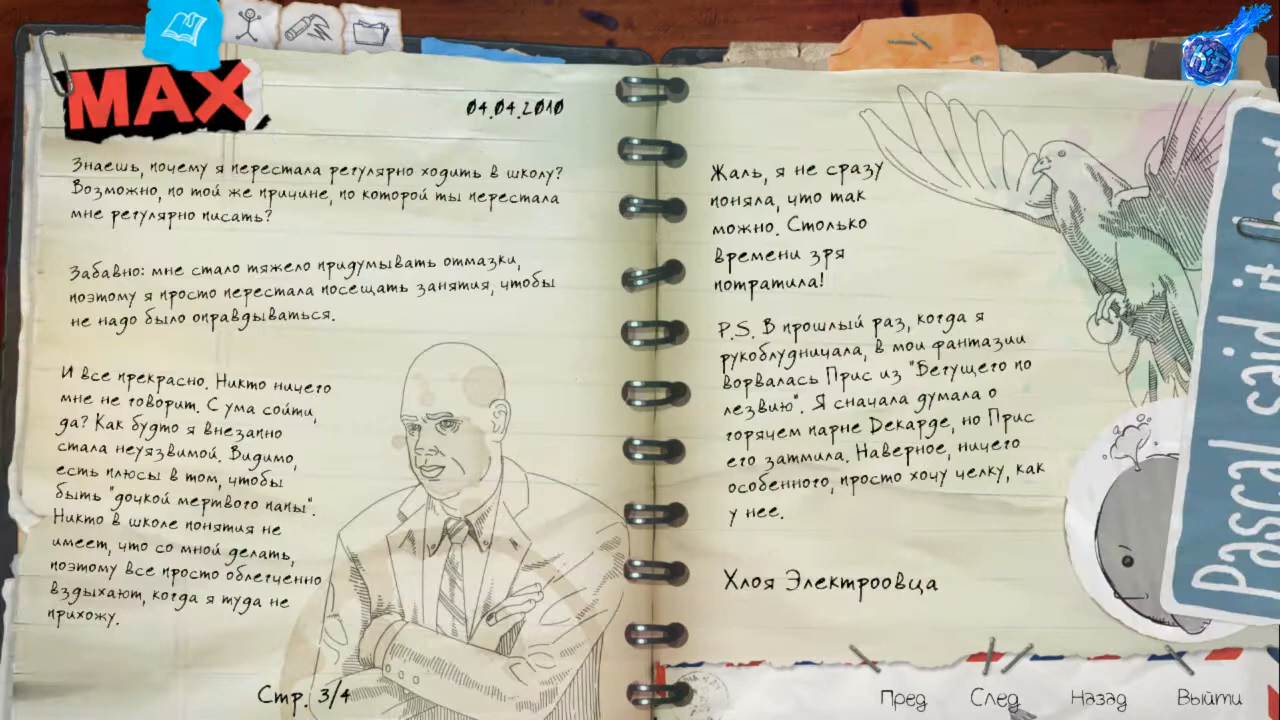 MAX
04.04.2010
Знаешь, почему я перестала регулярно ходить в школу?
Возможно, по той же причине, по которой ты перестала
мне регулярно писать?
Забавно: мне стало тяжело придумывать отмазки,
поэтому я просто перестала посещать занятия, чтобы
не надо было оправдываться.
И все прекрасно. Никто ничего
мне не говорит. С ума сойти,
да? Как будто я внезапно
стала неуязвимой. Видимо,
есть плюсы в том, чтобы
быть "дочкой мертвого папы".
Никто в школе понятия не
имеет, что со мной делать,
поэтому все просто облегченно
вздыхают, когда я туда не
прихожу.
Стр. 3/4
Жаль, я не сразу
поняла, что так
можно. Столько
времени зря
потратила!
P.S. В прошлый раз, когда я
рукоблудничала, в мои фантазии
ворвалась Прис из "Бегущего по
лезвию". Я сначала думала о
горячем парне Декарде, но Прис
его затмила. Наверное, ничего
особенного, просто хочу челку, как
у нее.
Хлоя Электроовца
Pascal said it best
Пред След Назад Выйти